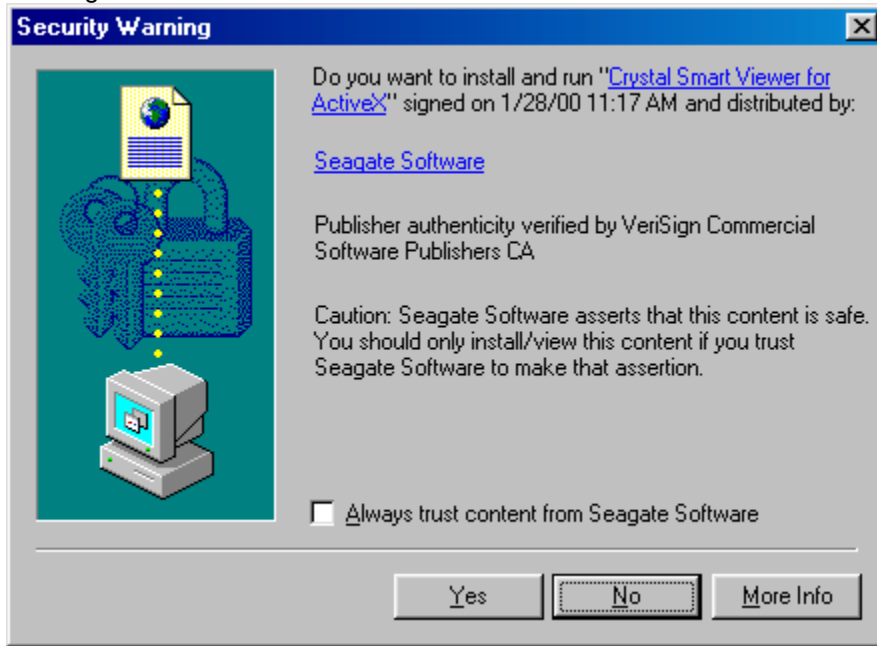 Security Warning
Do you want to install and run "Crystal Smart Viewer for
ActiveX" signed on 1/28/00 11:17 AM and distributed by:
Seagate Software
Publisher authenticity verified by VeriSign Commercial
Software Publishers CA
Caution: Seagate Software asserts that this content is safe.
You should only install/view this content if you trust
Seagate Software to make that assertion.
Always trust content from Seagate Software
Yes No More Info